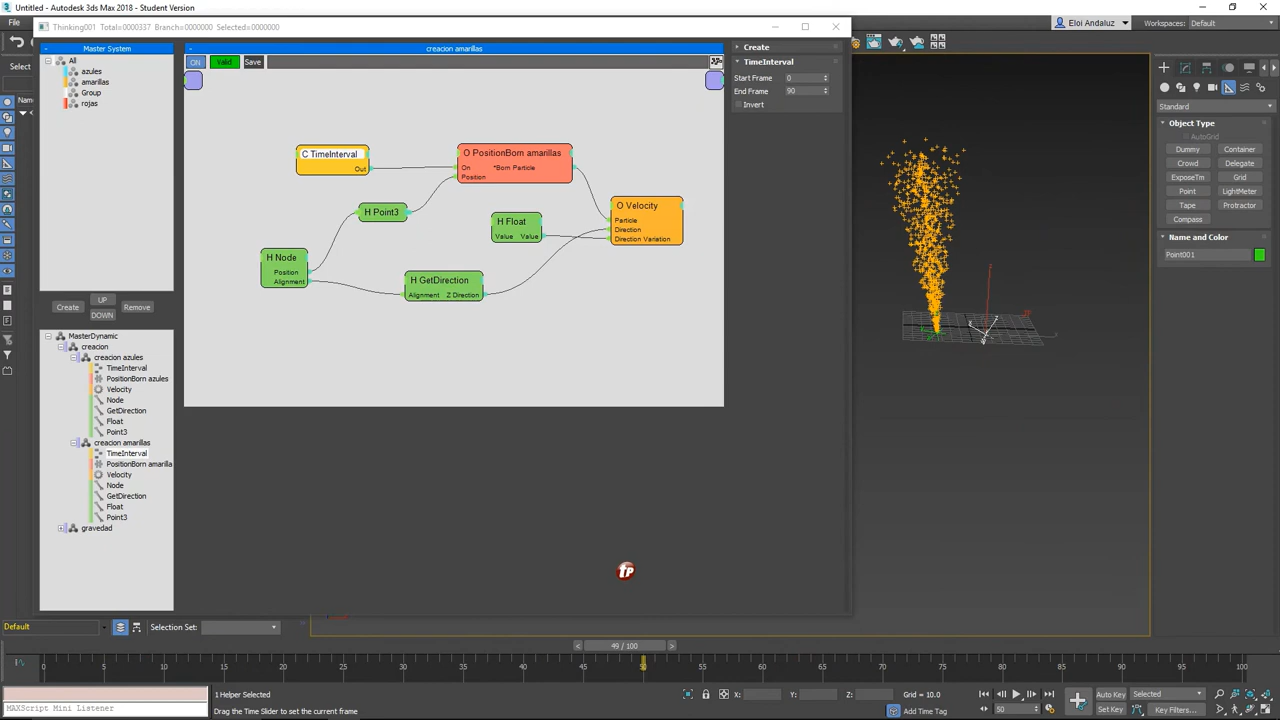 Untitled - Autodesk 3ds Max 2018 - Student Version
File
Thinking001 Total=0000337 Branch=0000000 Selected=0000000
Eloi Andaluz
Workspaces: Default
Select
Nam
Master System
All
azules
amarillas
Group
rojas
Create
UP
DOWN
Remove
MasterDynamic
creacion
creacion azules
TimeInterval
PositionBorn azules
Velocity
Node
GetDirection
Float
Point3
creacion amarillas
TimeInterval
PositionBorn amarilla
Velocity
Node
GetDirection
Float
Point3
gravedad
creacion amarillas
ON
Valid
Save
C TimeInterval
Out
O PositionBorn amarillas
On *Born Particle
Position
H Point3
H Float
Value Value
O Velocity
Particle
Direction
Direction Variation
H Node
Position
Alignment
H GetDirection
Alignment Z Direction
Create
TimeInterval
Start Frame 0
End Frame 90
Invert
tp
Standard
Object Type
AutoGrid
Dummy Container
Crowd Delegate
ExposeTm Grid
Point LightMeter
Tape Protractor
Compass
Name and Color
Point001
Default
Selection Set:
< 49 / 100 >
0 5 10 15 20 25 30 35 40 45 50 55 60 65 70 75 80 85 90 95 100
MAXScript Mini Listener
1 Helper Selected
Drag the Time Slider to set the current frame
X: Y: Z: Grid = 10.0
Add Time Tag
50
Auto Key Selected
Set Key Key Filters...